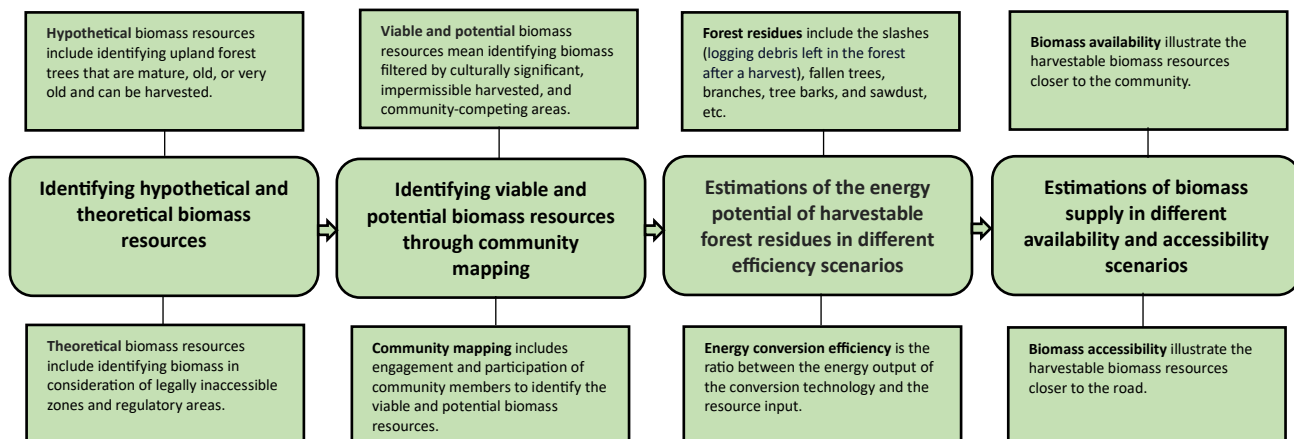 Hypothetical biomass resources
include identifying upland forest
trees that are mature, old, or very
old and can be harvested.
Viable and potential biomass
resources mean identifying biomass
filtered by culturally significant,
impermissible harvested, and
community-competing areas.
Forest residues include the slashes
(logging debris left in the forest
after a harvest), fallen trees,
branches, tree barks, and sawdust,
etc.
Biomass availability illustrate the
harvestable biomass resources
closer to the community.
Identifying hypothetical and
theoretical biomass
resources
Identifying viable and
potential biomass resources
through community
mapping
Estimations of the energy
potential of harvestable
forest residues in different
efficiency scenarios
Estimations of biomass
supply in different
availability and accessibility
scenarios
Theoretical biomass resources
include identifying biomass in
consideration of legally inaccessible
zones and regulatory areas.
Community mapping includes
engagement and participation of
community members to identify the
viable and potential biomass
resources.
Energy conversion efficiency is the
ratio between the energy output of
the conversion technology and the
resource input.
Biomass accessibility illustrate the
harvestable biomass resources
closer to the road.